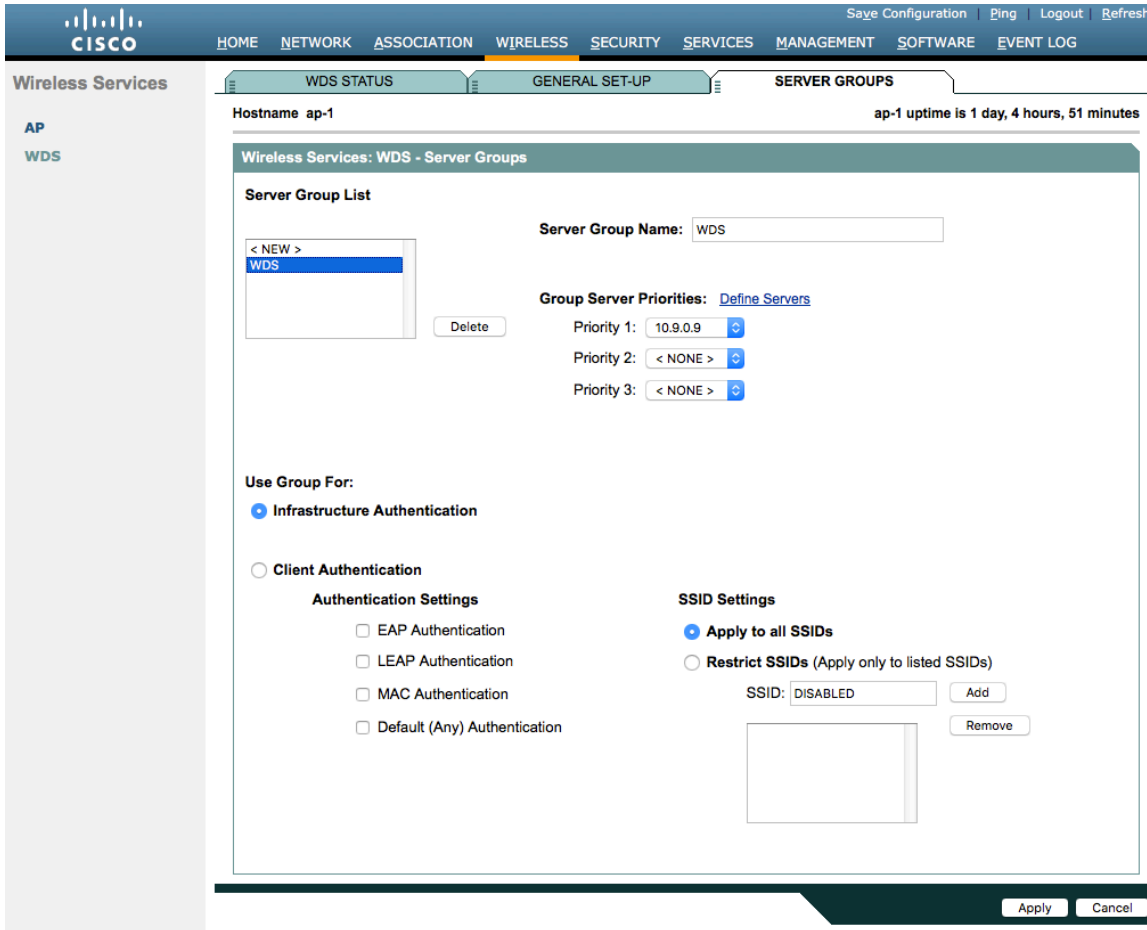 Save Configuration | Ping | Logout | Refresh
CISCO
HOME NETWORK ASSOCIATION WIRELESS SECURITY SERVICES MANAGEMENT SOFTWARE EVENT LOG
Wireless Services
AP
WDS
WDS STATUS GENERAL SET-UP SERVER GROUPS
Hostname ap-1 ap-1 uptime is 1 day, 4 hours, 51 minutes
Wireless Services: WDS - Server Groups
Server Group List
< NEW >
WDS
Delete
Server Group Name: WDS
Group Server Priorities: Define Servers
Priority 1: 10.9.0.9
Priority 2: < NONE >
Priority 3: < NONE >
Use Group For:
Infrastructure Authentication
Client Authentication
Authentication Settings
EAP Authentication
LEAP Authentication
MAC Authentication
Default (Any) Authentication
SSID Settings
Apply to all SSIDs
Restrict SSIDs (Apply only to listed SSIDs)
SSID: DISABLED Add
Remove
Apply Cancel